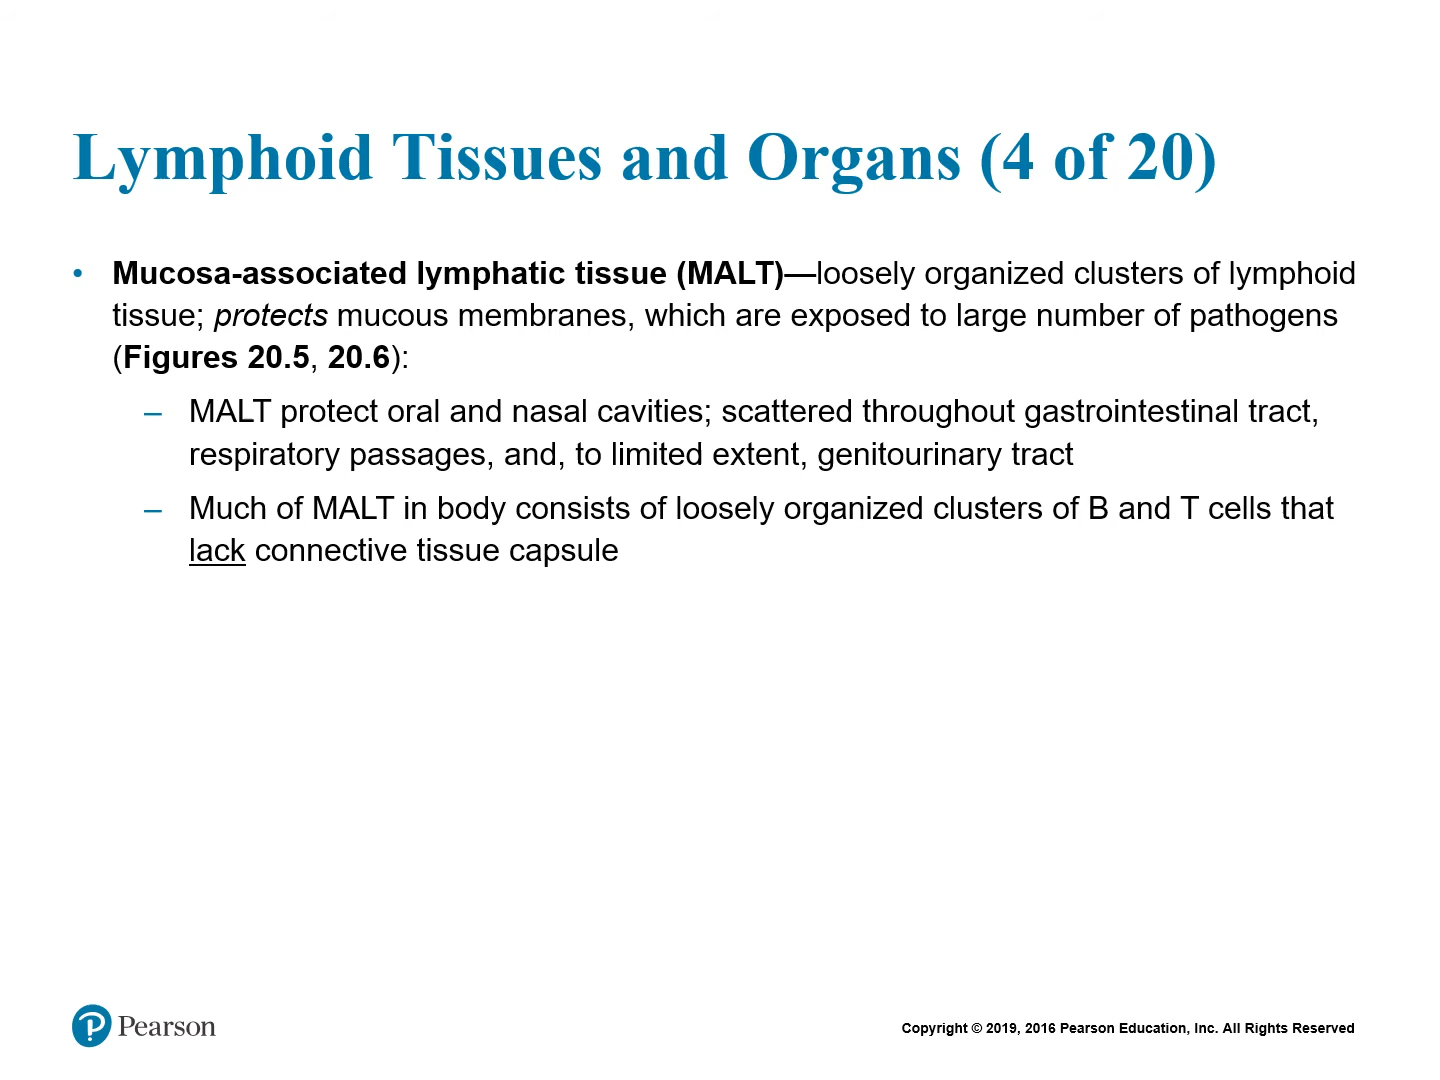 Lymphoid Tissues and Organs (4 of 20)
• Mucosa-associated lymphatic tissue (MALT)—loosely organized clusters of lymphoid
tissue; protects mucous membranes, which are exposed to large number of pathogens
(Figures 20.5, 20.6):
– MALT protect oral and nasal cavities; scattered throughout gastrointestinal tract,
respiratory passages, and, to limited extent, genitourinary tract
– Much of MALT in body consists of loosely organized clusters of B and T cells that
lack connective tissue capsule
Pearson
Copyright © 2019, 2016 Pearson Education, Inc. All Rights Reserved